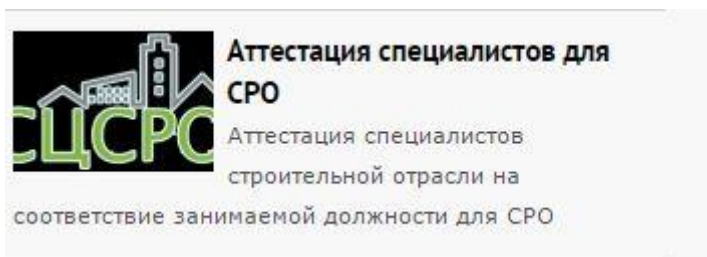 Аттестация специалистов для
СРО
СЦСРО
Аттестация специалистов
строительной отрасли на
соответствие занимаемой должности для СРО